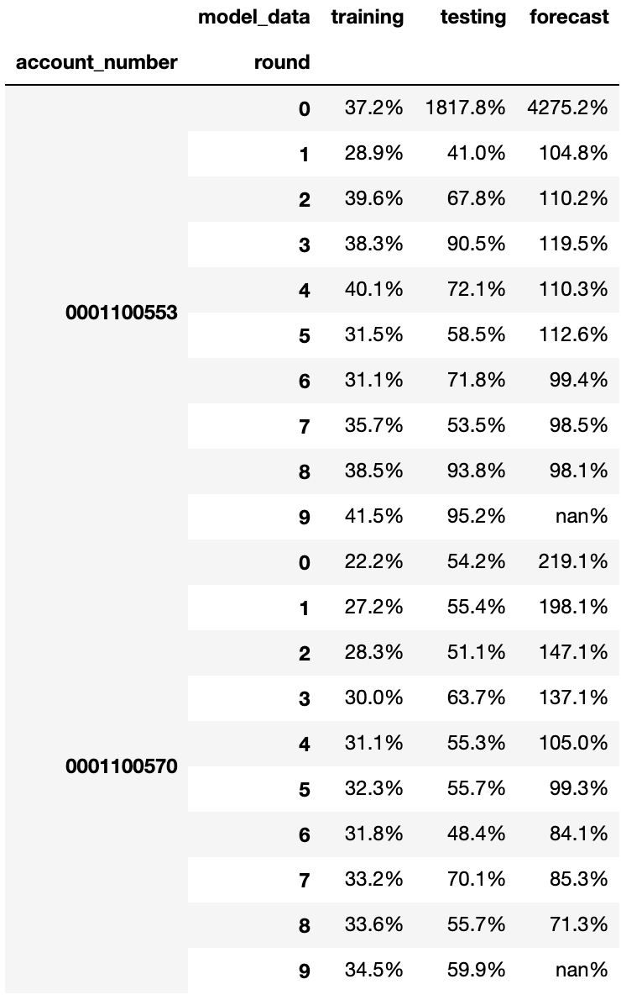 model_data training testing forecast
account_number round
0 37.2% 1817.8% 4275.2%
1 28.9% 41.0% 104.8%
2 39.6% 67.8% 110.2%
3 38.3% 90.5% 119.5%
4 40.1% 72.1% 110.3%
0001100553
5 31.5% 58.5% 112.6%
6 31.1% 71.8% 99.4%
7 35.7% 53.5% 98.5%
8 38.5% 93.8% 98.1%
9 41.5% 95.2% nan%
0 22.2% 54.2% 219.1%
1 27.2% 55.4% 198.1%
2 28.3% 51.1% 147.1%
3 30.0% 63.7% 137.1%
4 31.1% 55.3% 105.0%
0001100570
5 32.3% 55.7% 99.3%
6 31.8% 48.4% 84.1%
7 33.2% 70.1% 85.3%
8 33.6% 55.7% 71.3%
9 34.5% 59.9% nan%